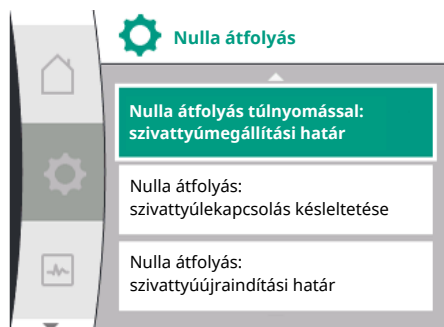 Nulla átfolyás
Nulla átfolyás túlnyomással:
szivattyúmegállítási határ
Nulla átfolyás:
szivattyúlekapcsolás késleltetése
Nulla átfolyás:
szivattyúújraindítási határ